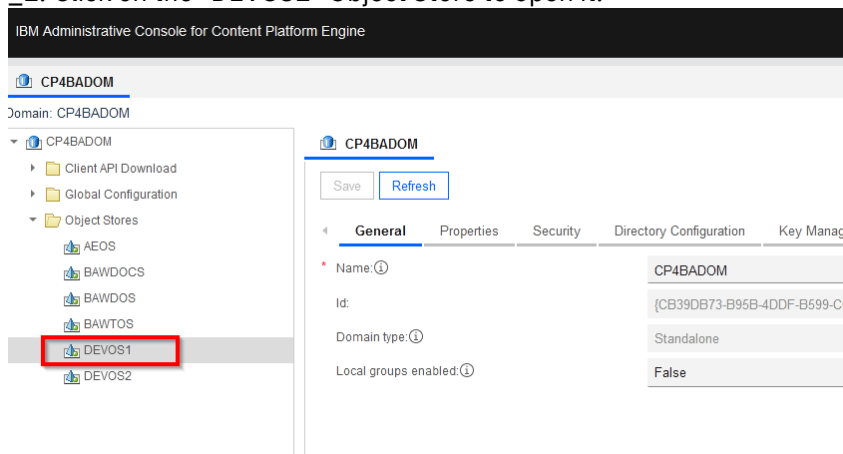 IBM Administrative Console for Content Platform Engine
CP4BADOM
Domain: CP4BADOM
CP4BADOM
Client API Download
Global Configuration
Object Stores
AEOS
BAWDOCS
BAWDOS
BAWTOS
DEVOS1
DEVOS2
CP4BADOM
Save Refresh
General Properties Security Directory Configuration Key Manag
* Name: CP4BADOM
Id: {CB39DB73-B95B-4DDF-B599-C
Domain type: Standalone
Local groups enabled: False